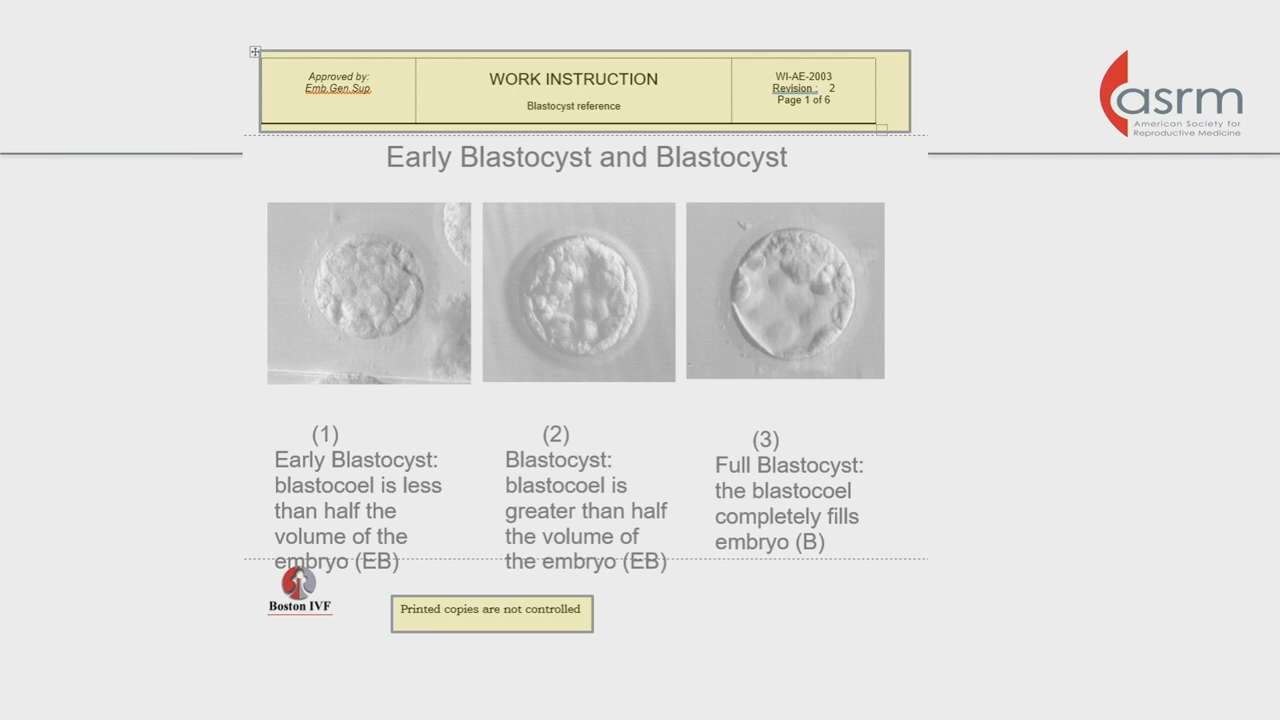 Approved by:
Emb.Gen.Sup.
WORK INSTRUCTION
Blastocyst reference
WI-AE-2003
Revision : 2
Page 1 of 6
asrm
American Society for
Reproductive Medicine
Early Blastocyst and Blastocyst
(1)
Early Blastocyst:
blastocoel is less
than half the
volume of the
embryo (EB)
(2)
Blastocyst:
blastocoel is
greater than half
the volume of
the embryo (EB)
(3)
Full Blastocyst:
the blastocoel
completely fills
embryo (B)
Boston IVF
Printed copies are not controlled